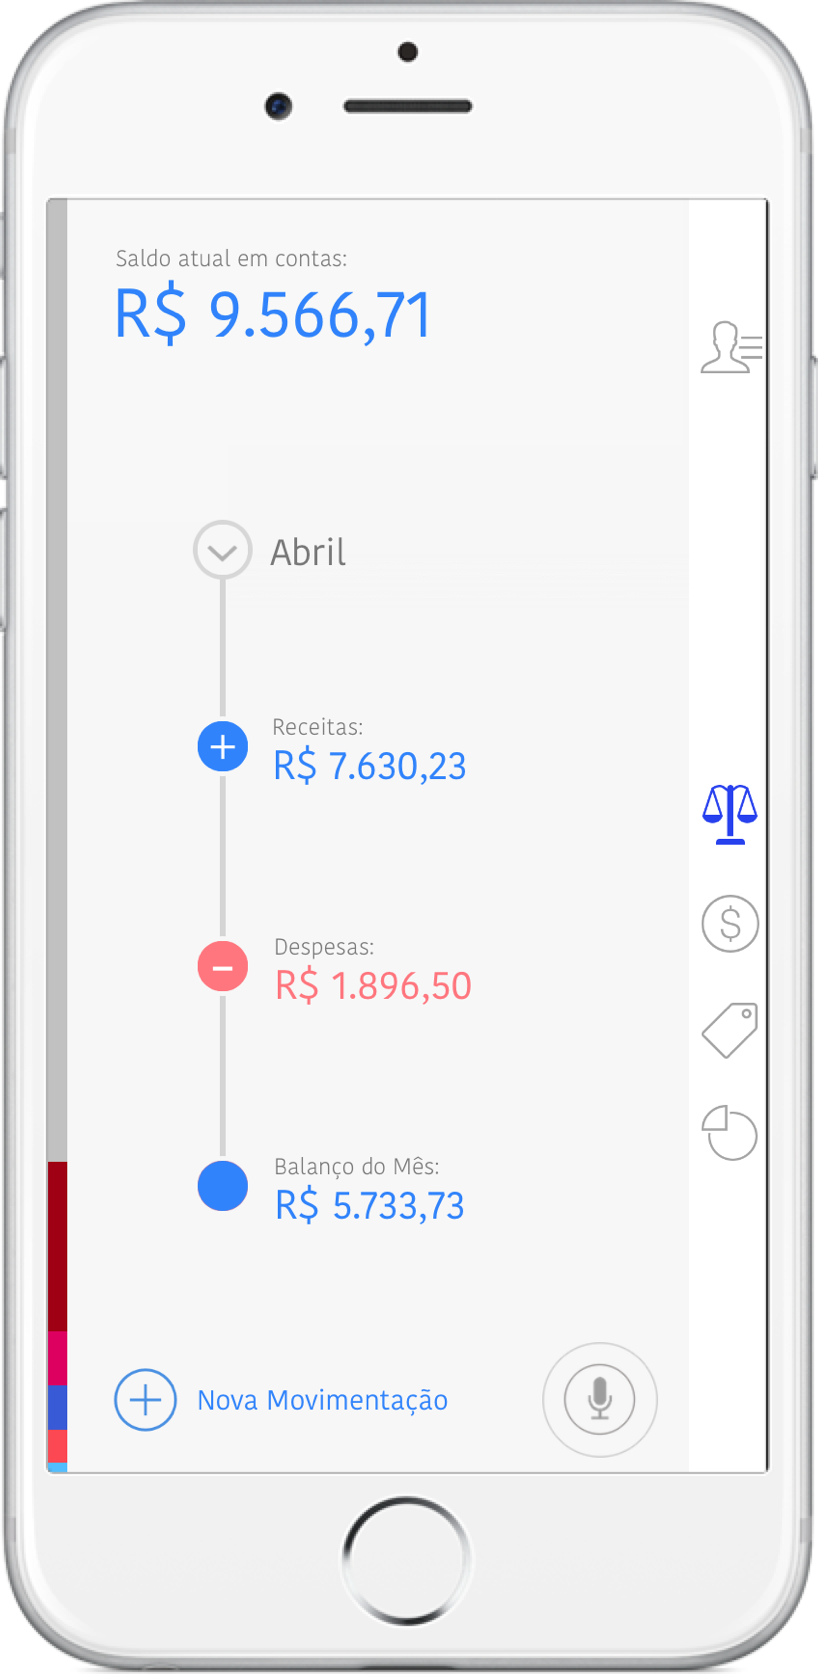 Saldo atual em contas:
R$ 9.566,71
Abril
Receitas:
R$ 7.630,23
Despesas:
R$ 1.896,50
Balanço do Mês:
R$ 5.733,73
Nova Movimentação